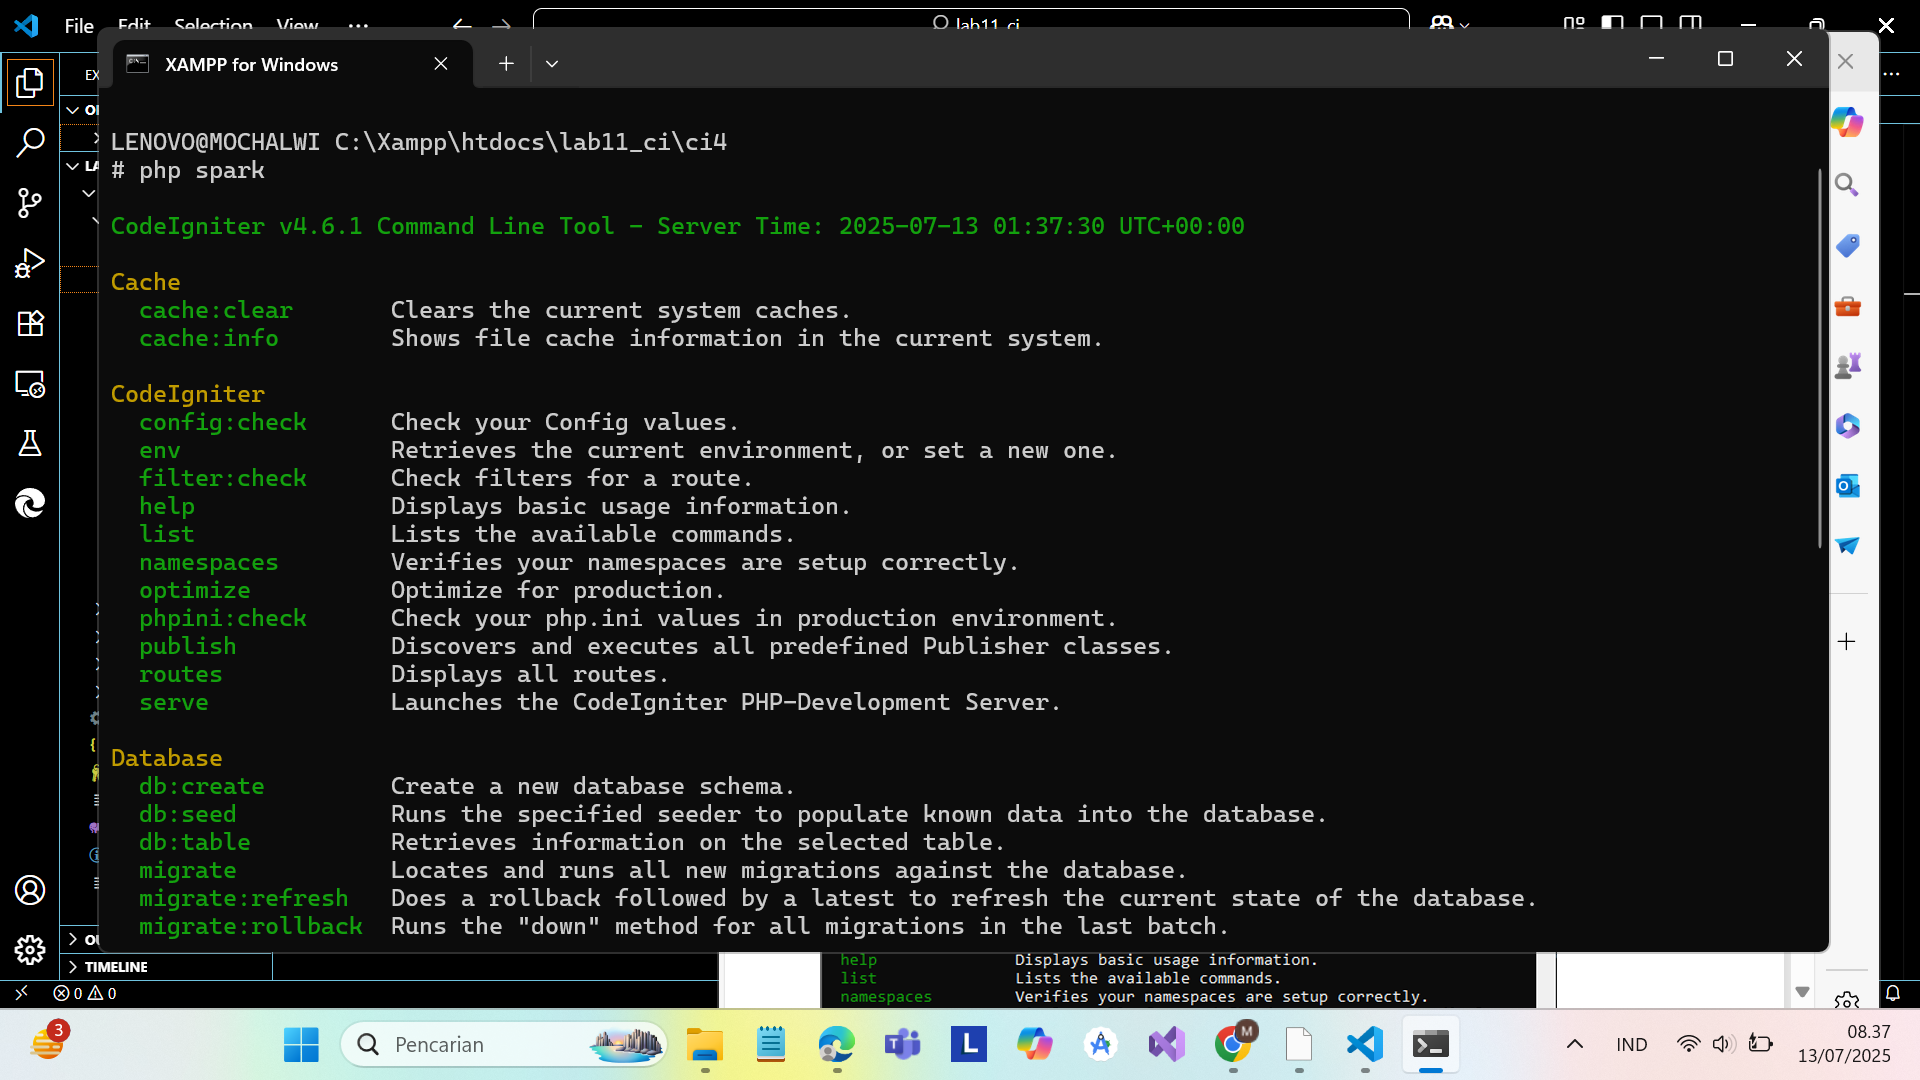 File Edit Selection View ...
lab11_ci
XAMPP for Windows
LENOVO@MOCHALWI C:\Xampp\htdocs\lab11_ci\ci4
# php spark
CodeIgniter v4.6.1 Command Line Tool - Server Time: 2025-07-13 01:37:30 UTC+00:00
Cache
cache:clear Clears the current system caches.
cache:info Shows file cache information in the current system.
CodeIgniter
config:check Check your Config values.
env Retrieves the current environment, or set a new one.
filter:check Check filters for a route.
help Displays basic usage information.
list Lists the available commands.
namespaces Verifies your namespaces are setup correctly.
optimize Optimize for production.
phpini:check Check your php.ini values in production environment.
publish Discovers and executes all predefined Publisher classes.
routes Displays all routes.
serve Launches the CodeIgniter PHP-Development Server.
Database
db:create Create a new database schema.
db:seed Runs the specified seeder to populate known data into the database.
db:table Retrieves information on the selected table.
migrate Locates and runs all new migrations against the database.
migrate:refresh Does a rollback followed by a latest to refresh the current state of the database.
migrate:rollback Runs the "down" method for all migrations in the last batch.
TIMELINE
help Displays basic usage information.
list Lists the available commands.
namespaces Verifies your namespaces are setup correctly.
0 0
3
Pencarian
L
M
IND
08.37
13/07/2025